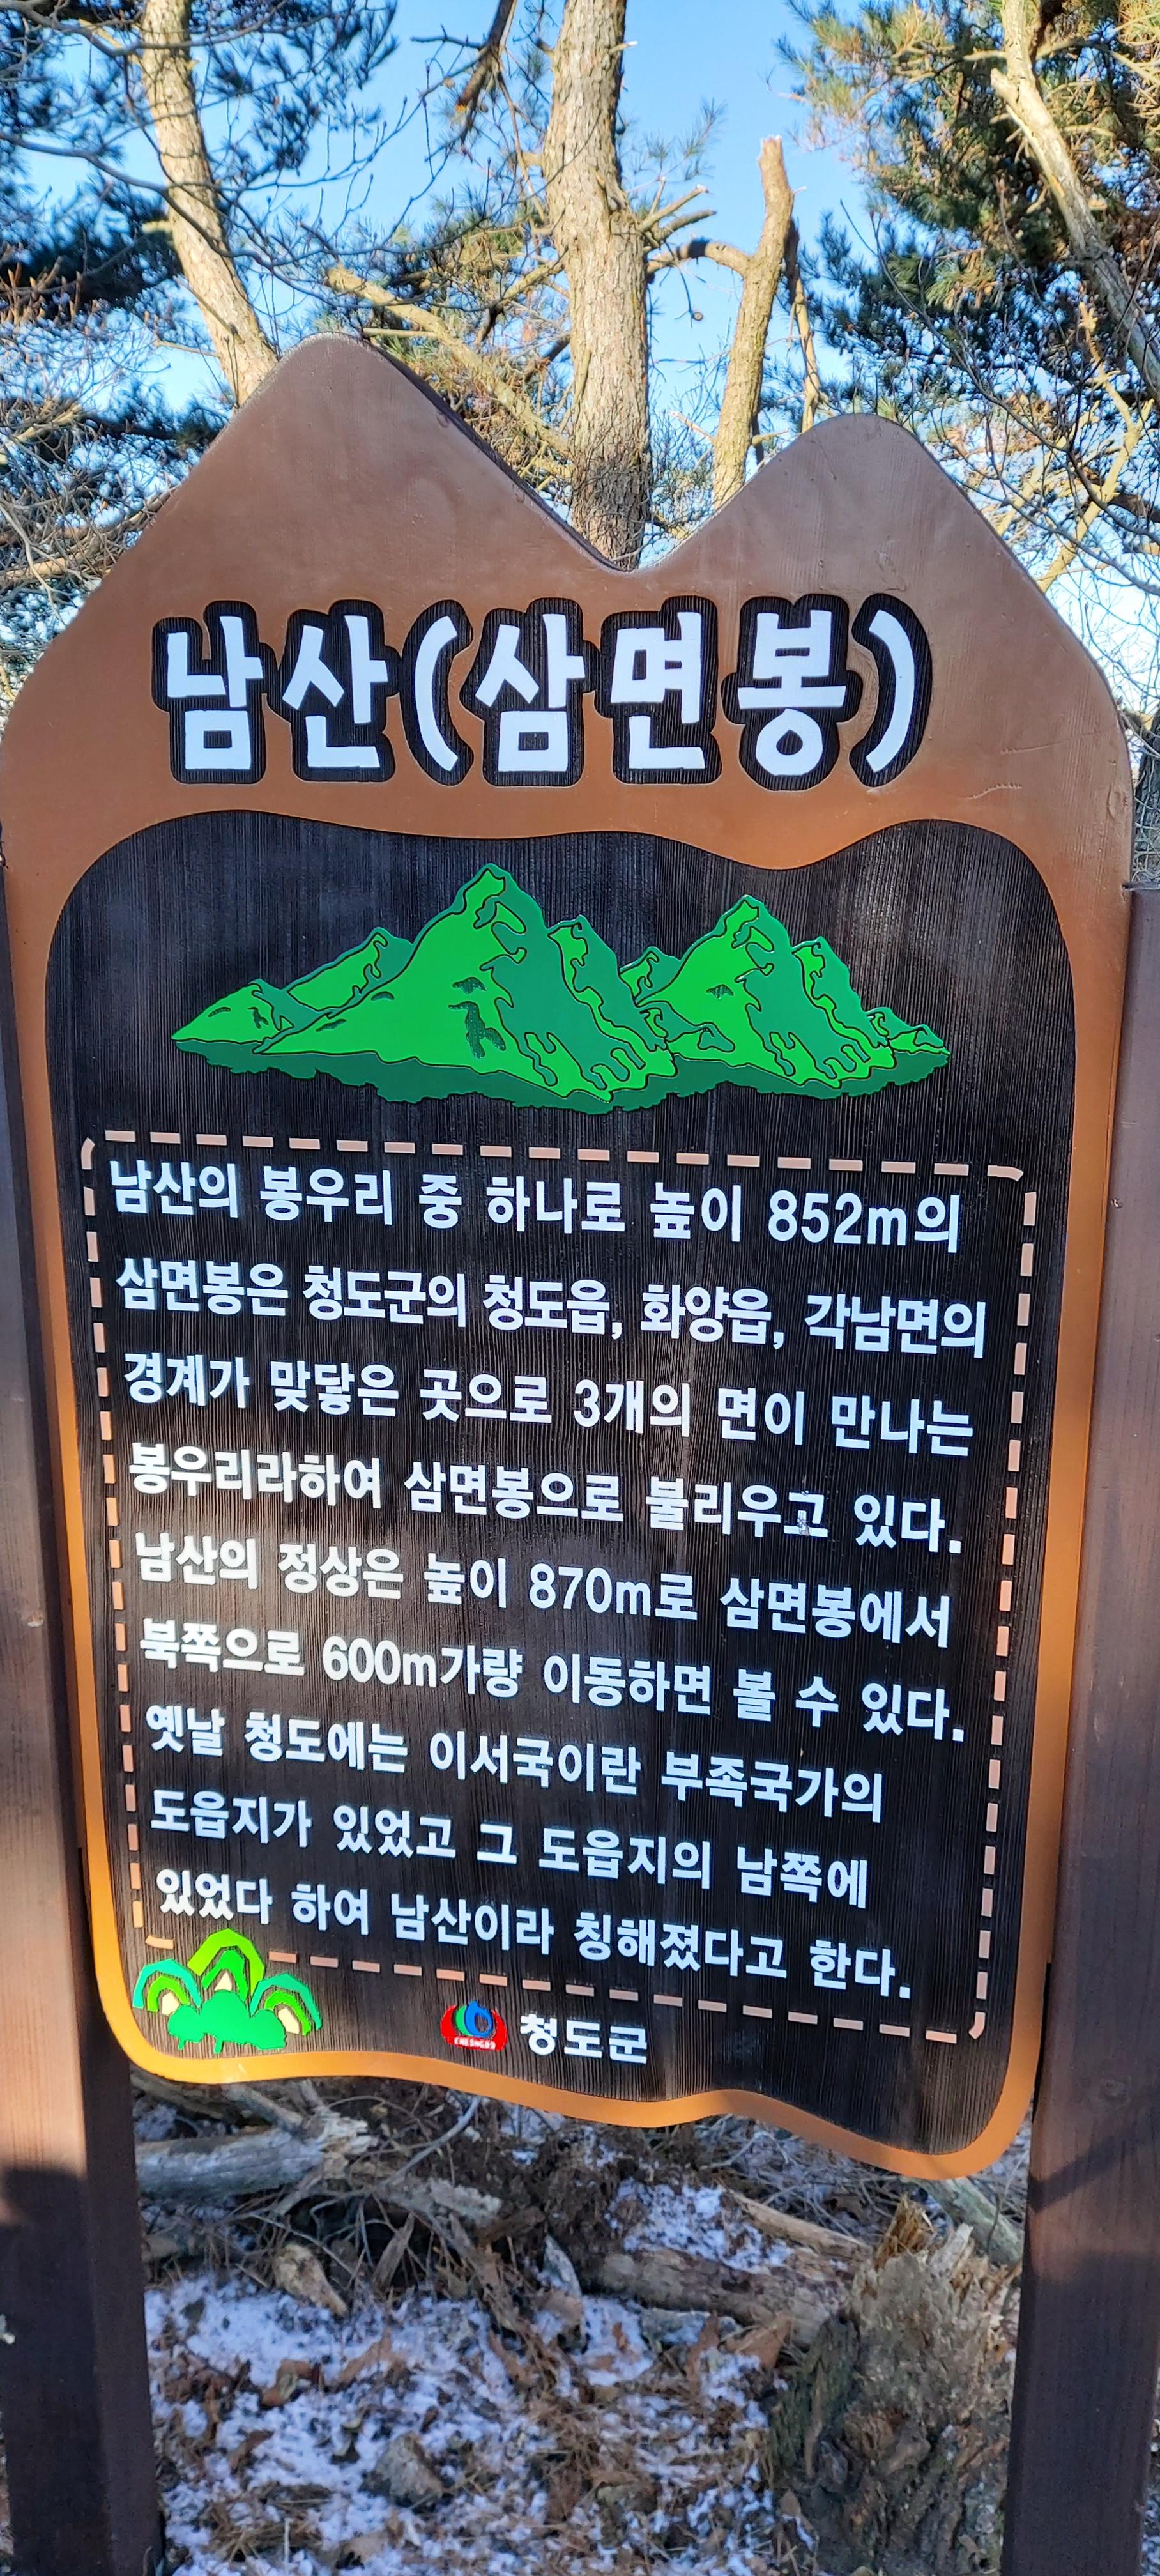 남산(삼면봉)
남산의 봉우리 중 하나로 높이 852m의
삼면봉은 청도군의 청도읍, 화양읍, 각남면의
경계가 맞닿은 곳으로 3개의 면이 만나는
봉우리라하여 삼면봉으로 불리우고 있다.
남산의 정상은 높이 870m로 삼면봉에서
북쪽으로 600m가량 이동하면 볼 수 있다.
옛날 청도에는 이서국이란 부족국가의
도읍지가 있었고 그 도읍지의 남쪽에
있었다 하여 남산이라 칭해졌다고 한다.
청도군